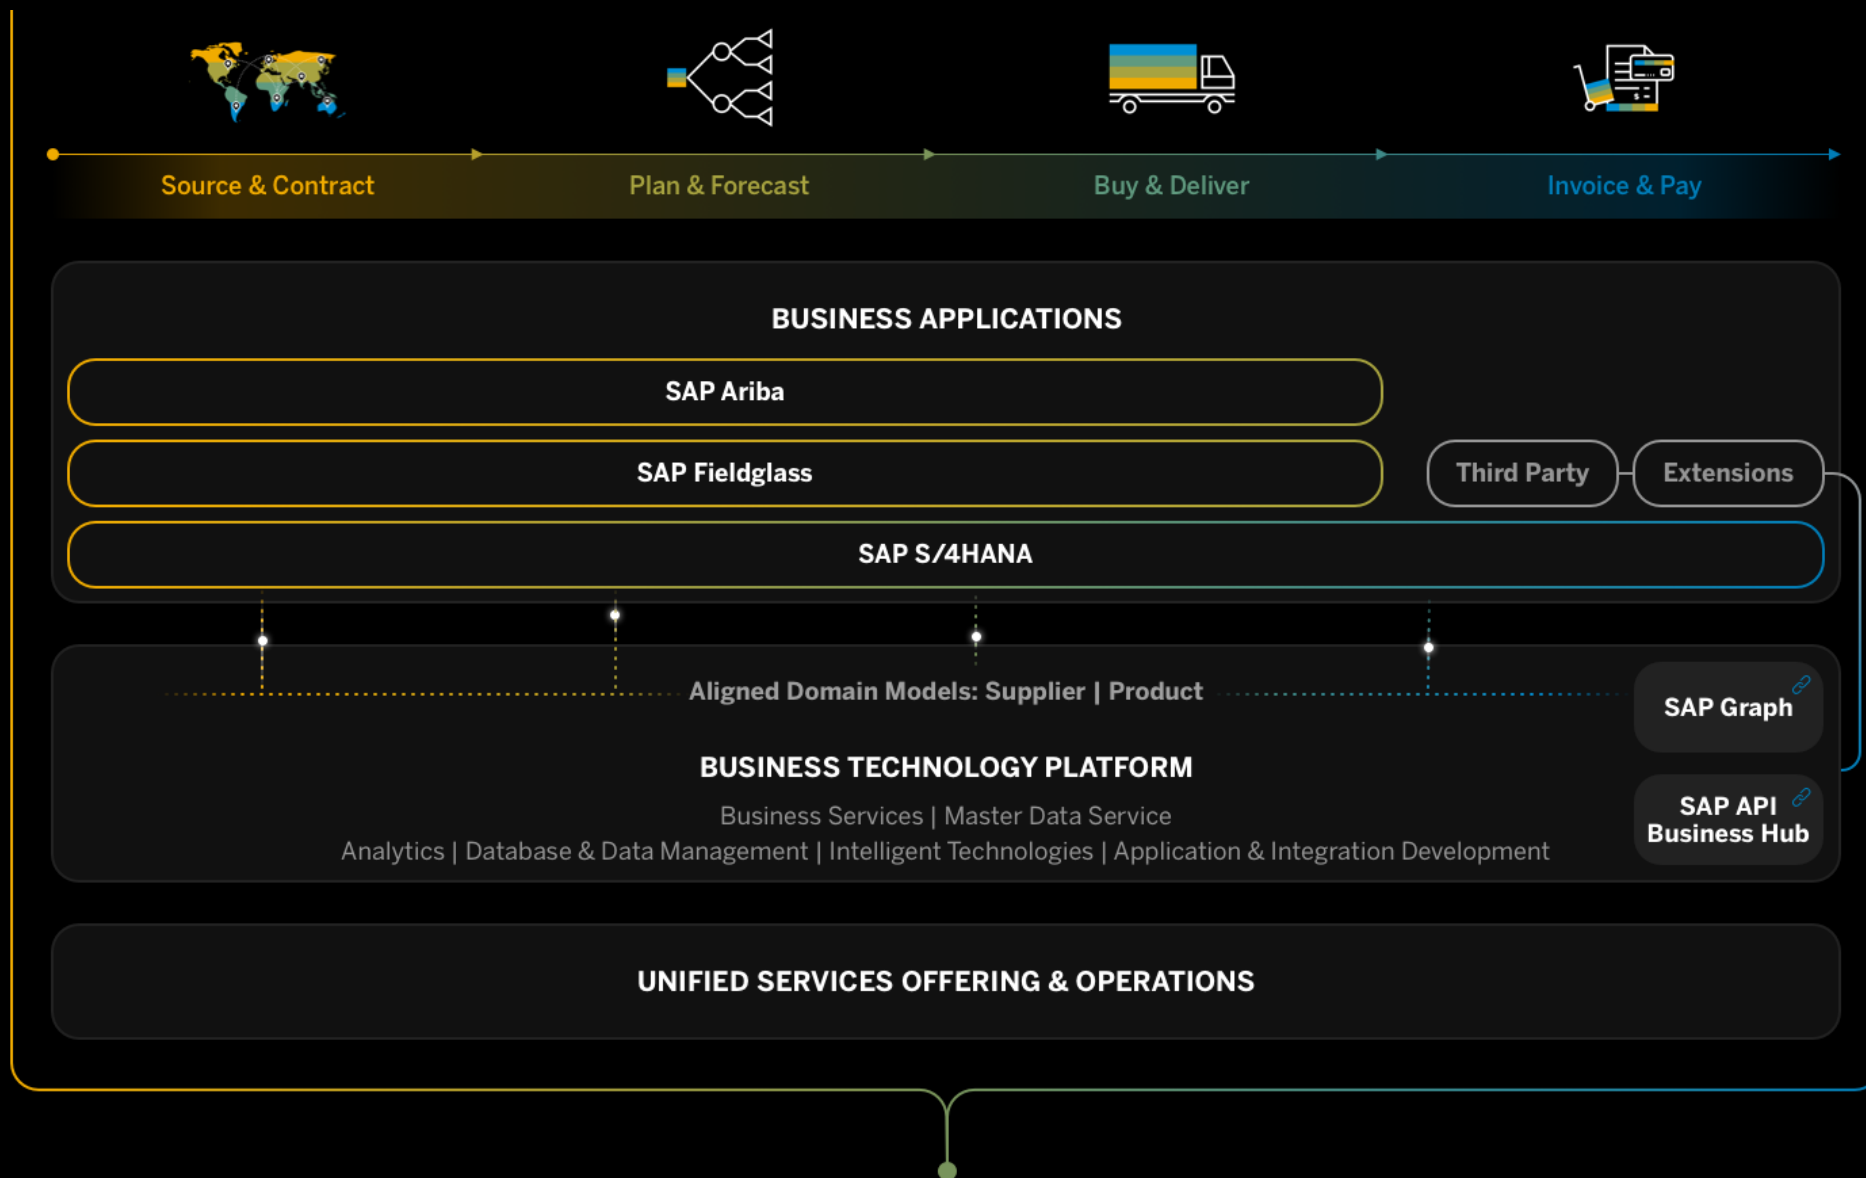 Source & Contract
Plan & Forecast
Buy & Deliver
Invoice & Pay
BUSINESS APPLICATIONS
SAP Ariba
SAP Fieldglass
Third Party
Extensions
SAP S/4HANA
Aligned Domain Models: Supplier | Product
SAP Graph
BUSINESS TECHNOLOGY PLATFORM
Business Services | Master Data Service
Analytics | Database & Data Management | Intelligent Technologies | Application & Integration Development
SAP API
Business Hub
UNIFIED SERVICES OFFERING & OPERATIONS